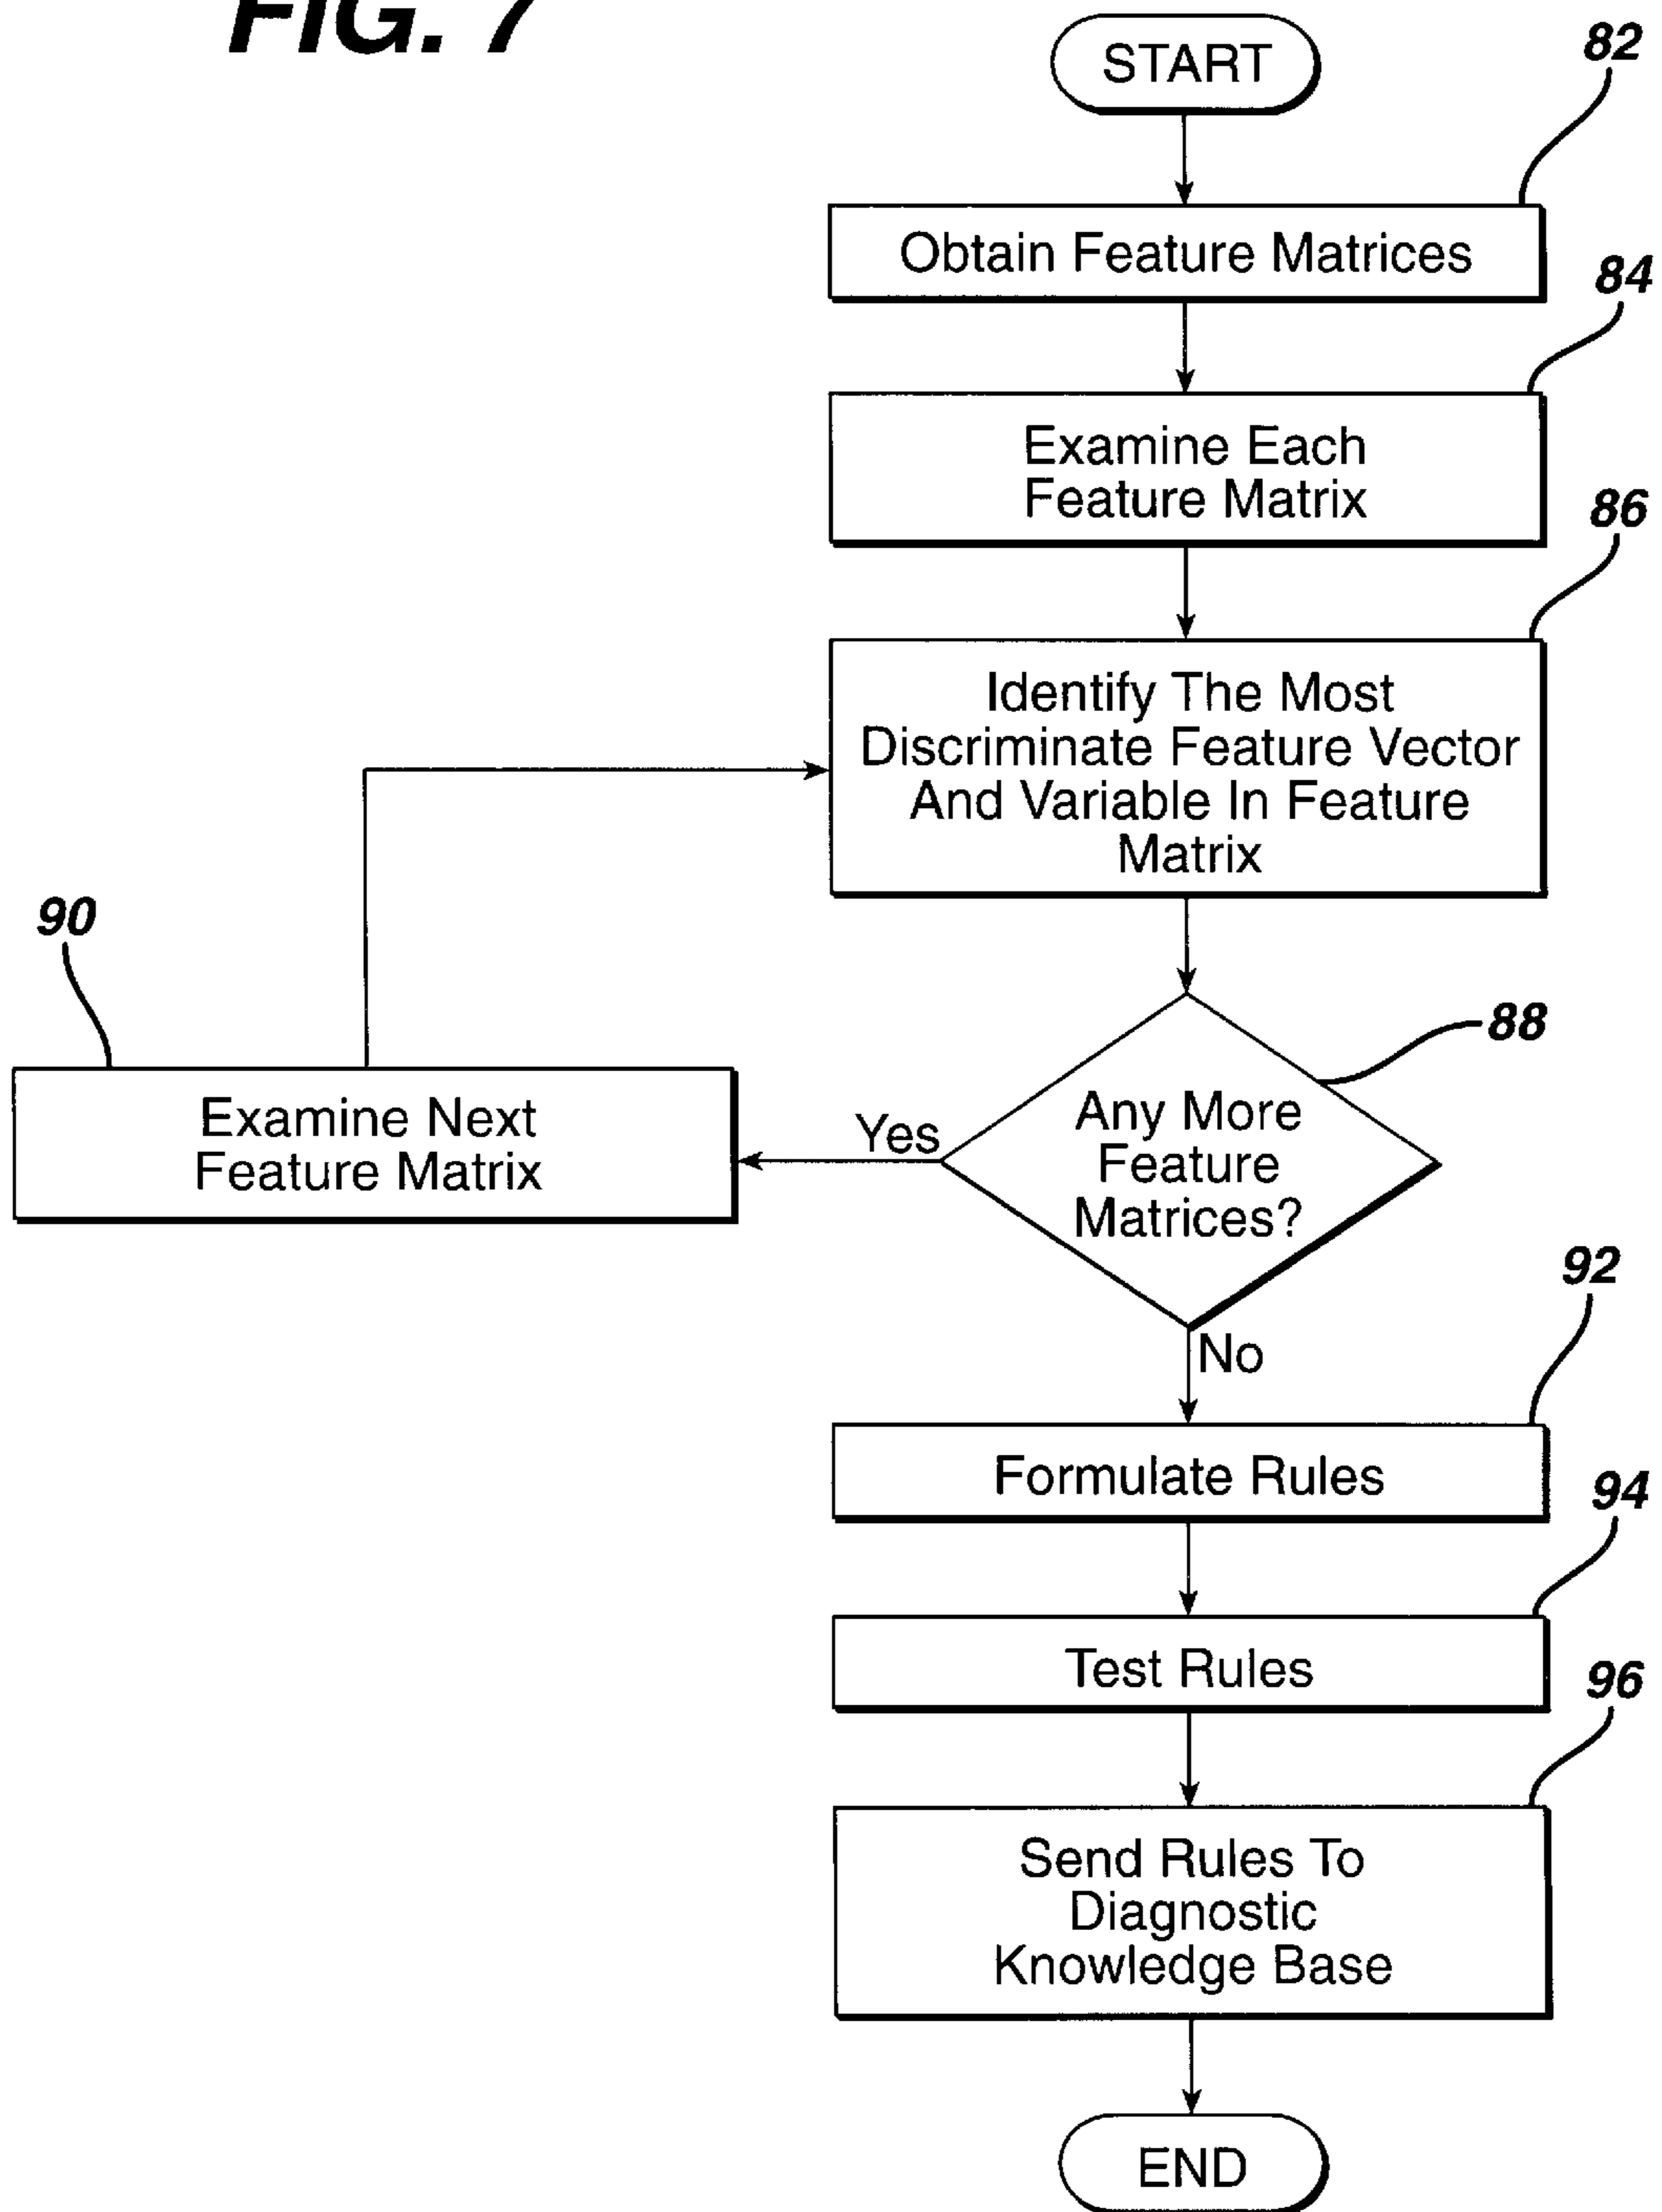 FIG. 7
START
82
Obtain Feature Matrices
84
Examine Each
Feature Matrix
86
Identify The Most
Discriminate Feature Vector
And Variable In Feature
Matrix
90
88
Examine Next
Feature Matrix
Yes
Any More
Feature
Matrices?
No
92
Formulate Rules
94
Test Rules
96
Send Rules To
Diagnostic
Knowledge Base
END